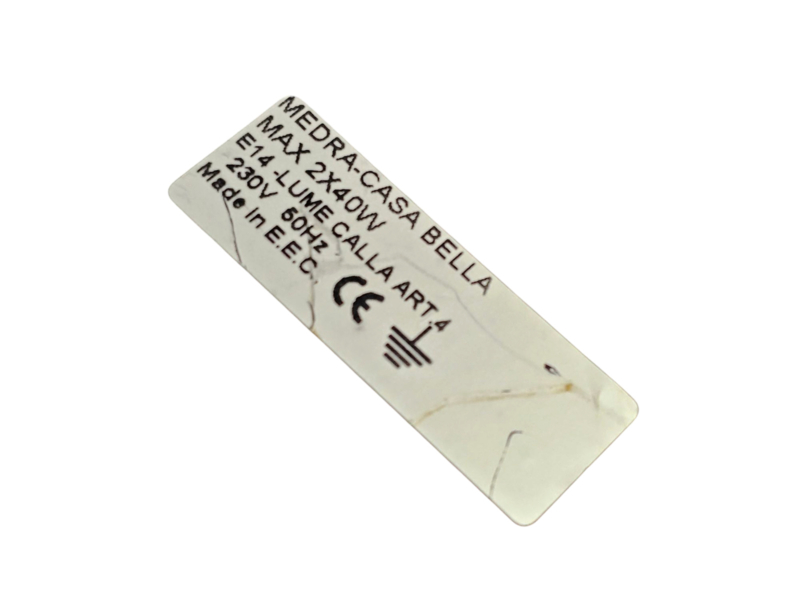 MEDRA-CASA BELLA
MAX 2X40W
E14 -LUME CALLA ART.4
230V 50Hz
Made in E.E.C.
CE